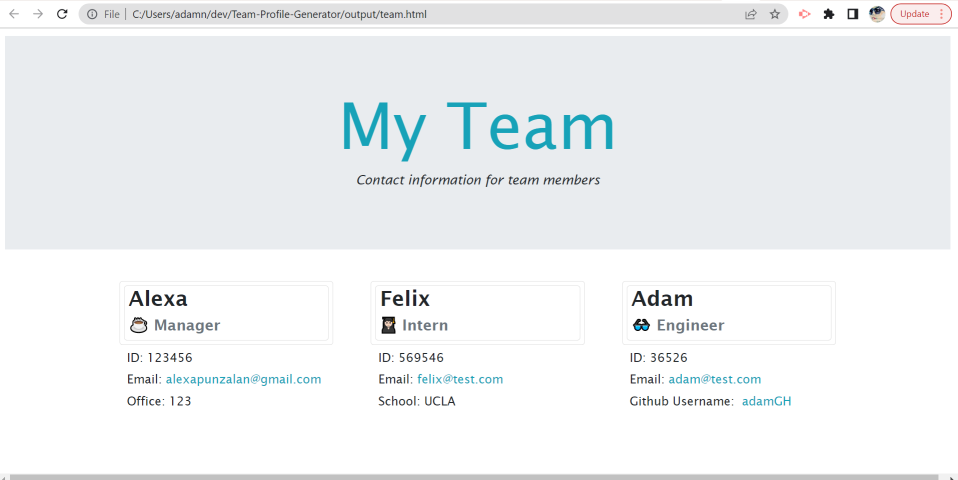 File | C:/Users/adamn/dev/Team-Profile-Generator/output/team.html
Update
My Team
Contact information for team members
Alexa
Manager
ID: 123456
Email: alexapunzalan@gmail.com
Office: 123
Felix
Intern
ID: 569546
Email: felix@test.com
School: UCLA
Adam
Engineer
ID: 36526
Email: adam@test.com
Github Username: adamGH